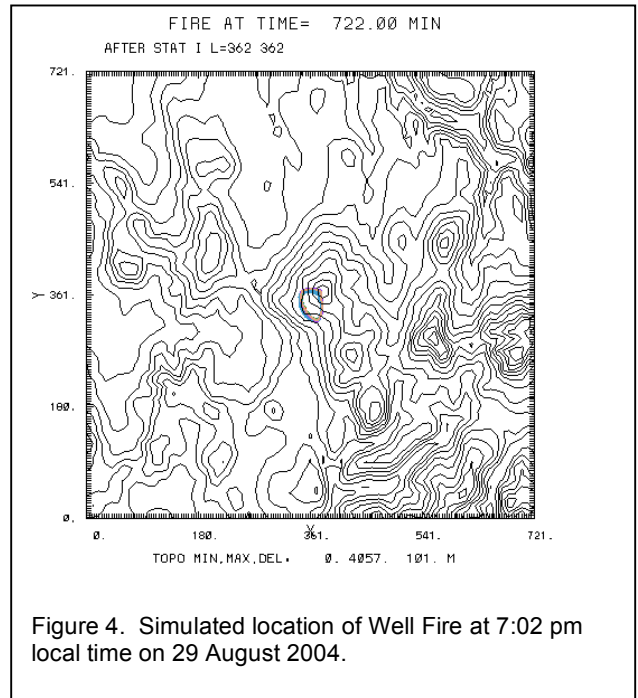 FIRE AT TIME= 722.00 MIN
AFTER STAT I L=362 362
721.
541.
Y
361.
180.
0.
0. 180. 361. 541. 721.
X
TOPO MIN,MAX,DEL. 0. 4057. 101. M
Figure 4. Simulated location of Well Fire at 7:02 pm
local time on 29 August 2004.